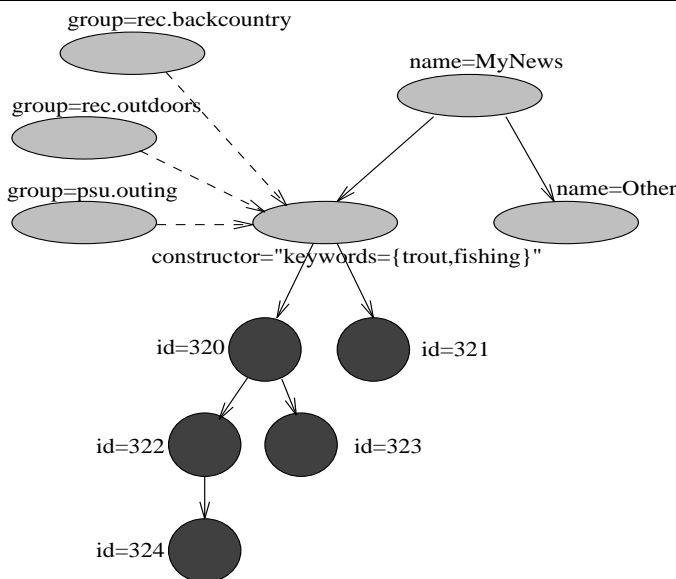 group=rec.backcountry
name=MyNews
group=rec.outdoors
group=psu.outing
name=Other
constructor="keywords={trout,fishing}"
id=320
id=321
id=322
id=323
id=324